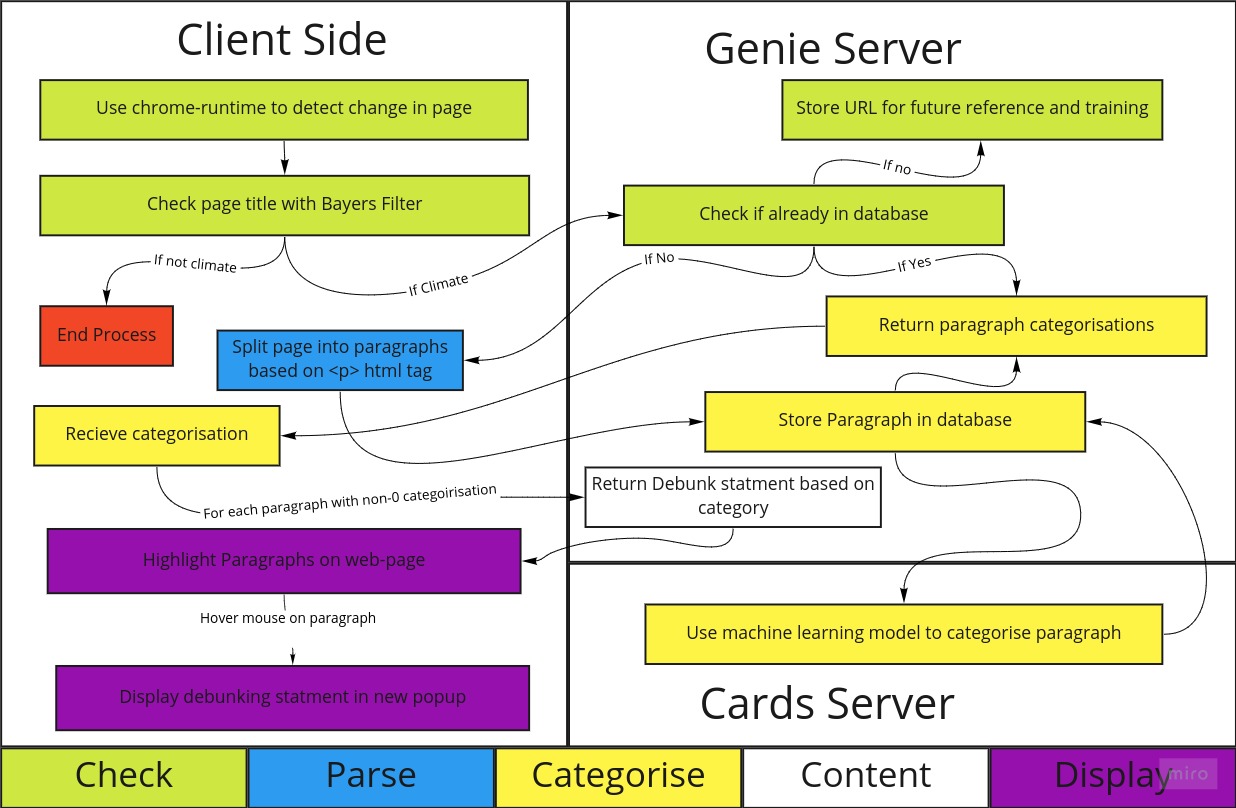 Client Side
Use chrome-runtime to detect change in page
Check page title with Bayers Filter
If not climate
If Climate
End Process
Split page into paragraphs
based on <p> html tag
Recieve categorisation
For each paragraph with non-0 categoirisation
Highlight Paragraphs on web-page
Hover mouse on paragraph
Display debunking statment in new popup
Genie Server
Store URL for future reference and training
If no
Check if already in database
If No
If Yes
Return paragraph categorisations
Store Paragraph in database
Return Debunk statment based on
category
Use machine learning model to categorise paragraph
Cards Server
Check
Parse
Categorise
Content
Display
miro